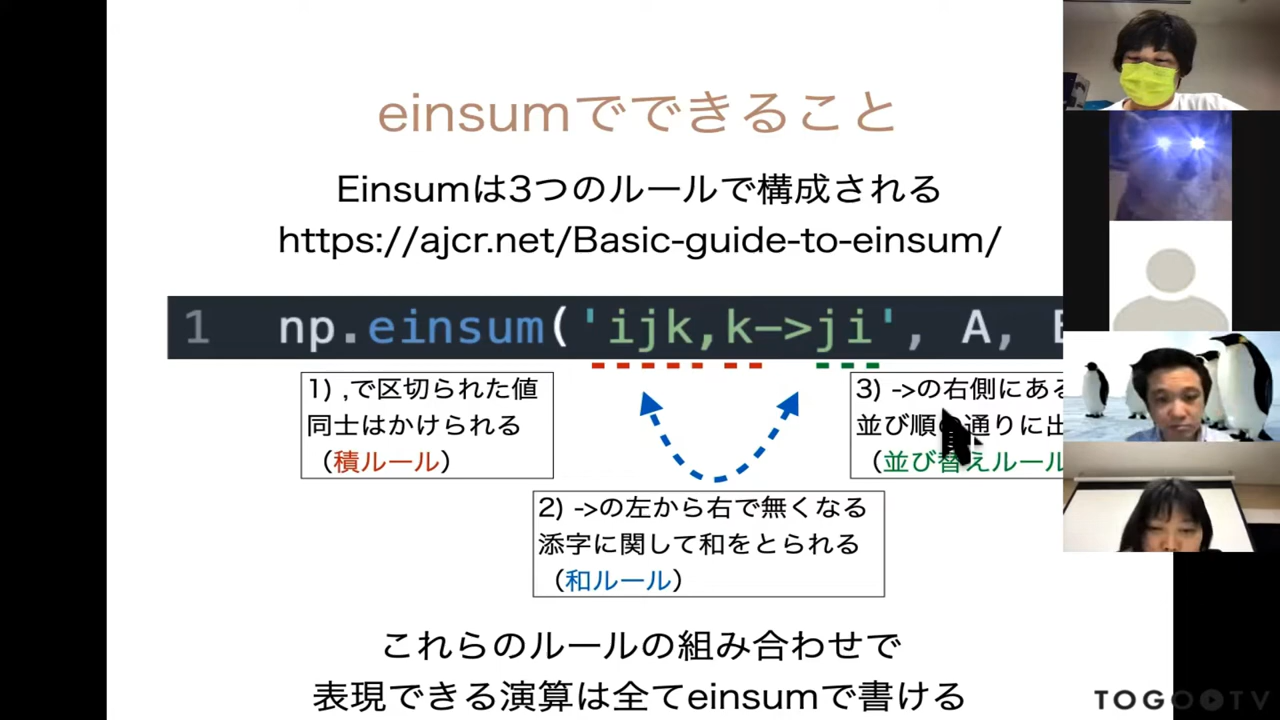 einsumでできること
Einsumは3つのルールで構成される
https://ajcr.net/Basic-guide-to-einsum/
1 np.einsum('ijk,k->ji', A,
1) ,で区切られた値
同士はかけられる
（積ルール）
2) ->の左から右で無くなる
添字に関して和をとられる
（和ルール）
3) ->の右側にある
並び順の通りに出
（並び替えルール
これらのルールの組み合わせで
表現できる演算は全てeinsumで書ける
TOGOTV